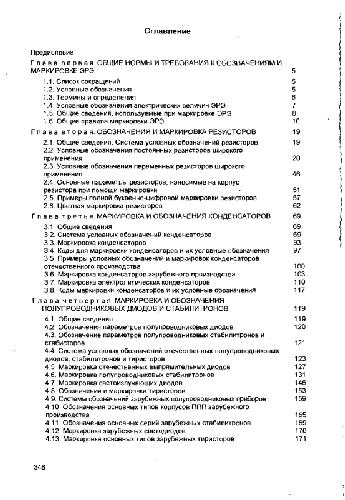 Оглавление
Предисловие
Глава первая ОБЩИЕ НОРМЫ И ТРЕБОВАНИЯ К ОБОЗНАЧЕНИЯМ И
МАРКИРОВКЕ ЭРЭ 5
1.1. Список сокращений 5
1.2. Условные обозначения 5
1.3. Термины и определения 6
1.4 Условные обозначения электрических величин ЭРЭ 7
1.5. Общие сведения, используемые при маркировке ЭРЭ 8
1.6. Общие правила маркировки ЭРЭ 10
Глава вторая. ОБОЗНАЧЕНИЯ И МАРКИРОВКА РЕЗИСТОРОВ 19
2.1. Общие сведения. Система условных обозначений резисторов 19
2.2 Условные обозначения постоянных резисторов широкого
применения 20
2.3 Условные обозначения переменных резисторов широкого
применения 46
2.4. Основные параметры резисторов, наносимые на корпус
резистора при маркировке 51
2.5 Примеры полной буквенно-цифровой маркировки резисторов 57
2.6. Цветная маркировка резисторов 62
Глава третья МАРКИРОВКА И ОБОЗНАЧЕНИЯ КОНДЕНСАТОРОВ 69
3.1. Общие сведения 69
3.2. Система условных обозначений конденсаторов 69
3.3. Маркировка конденсаторов 93
3.4 Коды для маркировки конденсаторов и их условные обозначения 97
3.5. Примеры условных обозначений и маркировок конденсаторов
отечественного производства 100
3.6. Маркировка конденсаторов зарубежного производства 103
3.7. Маркировка электролитических конденсаторов 110
3.8. Коды маркировки конденсаторов и их условные обозначения 117
Глава четвертая МАРКИРОВКА И ОБОЗНАЧЕНИЯ
ПОЛУПРОВОДНИКОВЫХ ДИОДОВ И СТАБИЛИТРОНОВ 119
4.1. Общие сведения 119
4.2. Обозначения параметров полупроводниковых диодов 120
4.3. Обозначение параметров полупроводниковых стабилитронов и
стабисторов 121
4.4 Система условных обозначений отечественных полупроводниковых
диодов, стабилитронов и тиристоров 123
4.5 Маркировка отечественных выпрямительных диодов 127
4.6. Маркировка полупроводниковых стабилитронов 131
4.7. Маркировка светоизлучающих диодов 145
4.8. Обозначения и маркировки тиристоров 153
4.9. Системы обозначений зарубежных полупроводниковых приборов 159
4.10. Обозначения основных типов корпусов ППП зарубежного
производства 165
4.11. Обозначения основных серий зарубежных стабилитронов 169
4.12 Маркировка зарубежных светодиодов 170
4.13. Маркировка основных типов зарубежных тиристоров 171
346